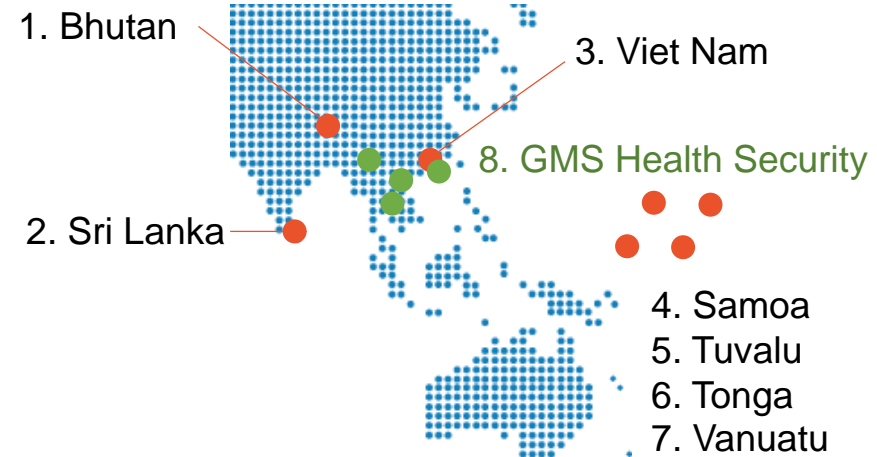 1. Bhutan
2. Sri Lanka
3. Viet Nam
8. GMS Health Security
4. Samoa
5. Tuvalu
6. Tonga
7. Vanuatu